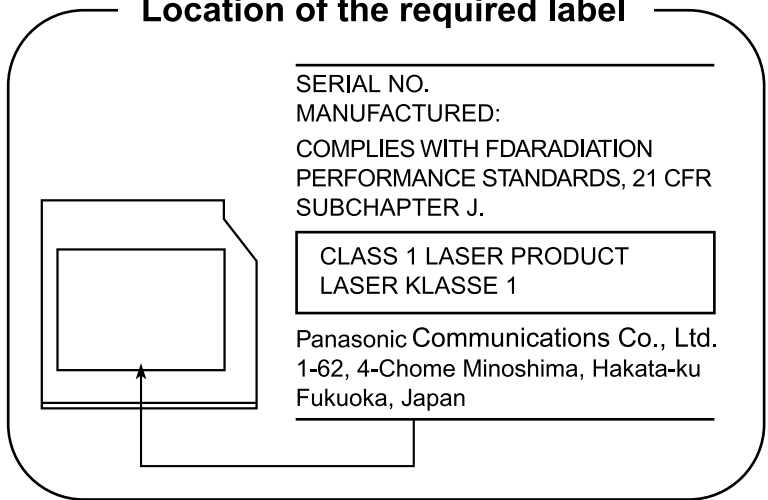 Location of the required label
SERIAL NO.
MANUFACTURED:
COMPLIES WITH FDARADIATION
PERFORMANCE STANDARDS, 21 CFR
SUBCHAPTER J.
CLASS 1 LASER PRODUCT
LASER KLASSE 1
Panasonic Communications Co., Ltd.
1-62, 4-Chome Minoshima, Hakata-ku
Fukuoka, Japan